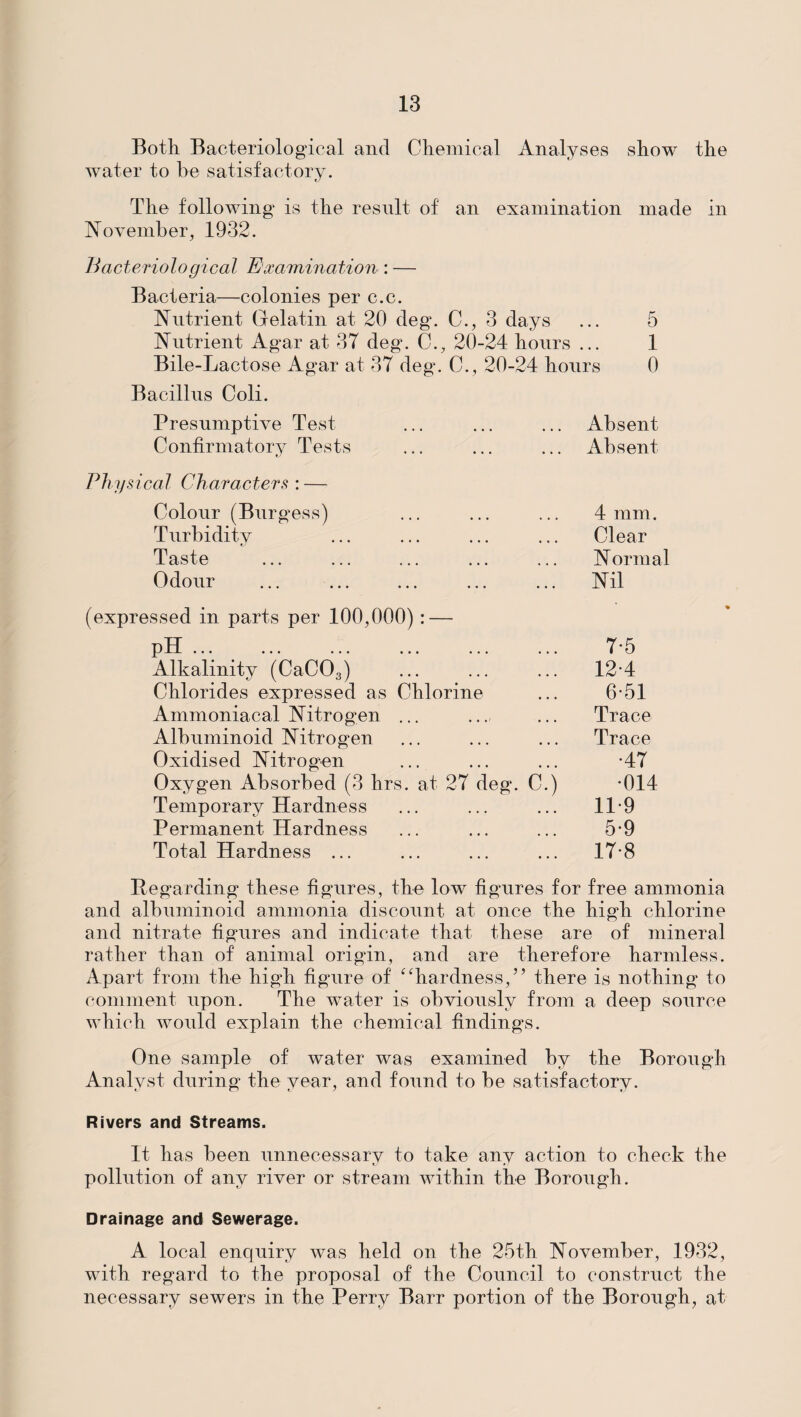 13
Both Bacteriological and Chemical Analyses show the
water to be satisfactory.
The following is the result of an examination made in
November, 1932.
Bacteriological Examination : —
Bacteria—colonies per c.c.
Nutrient Gelatin at 20 deg. C., 3 days ... 5
Nutrient Agar at 37 deg. C., 20-24 hours ... 1
Bile-Lactose Agar at 37 deg. C., 20-24 hours 0
Bacillus Coli.
Presumptive Test ... ... ... Absent
Confirmatory Tests ... ... ... Absent
Physical Characters : —
Colour (Burgess) ... ... ... 4 mm.
Turbidity ... ... ... ... Clear
Taste ... ... ... ... ... Normal
Odour ... ... ... ... ... Nil
(expressed in parts per 100,000) : —
pH ... ... ... ... ... ... 7·5
Alkalinity (CaCO₃) ... ... ... 12·4
Chlorides expressed as Chlorine ... 6·51
Ammoniacal Nitrogen ... .... ... Trace
Albuminoid Nitrogen ... ... ... Trace
Oxidised Nitrogen ... ... ... ·47
Oxygen Absorbed (3 hrs. at 27 deg. C.) ·014
Temporary Hardness ... ... ... 11·9
Permanent Hardness ... ... ... 5·9
Total Hardness ... ... ... ... 17·8
Regarding these figures, the low figures for free ammonia
and albuminoid ammonia discount at once the high chlorine
and nitrate figures and indicate that these are of mineral
rather than of animal origin, and are therefore harmless.
Apart from the high figure of “hardness,” there is nothing to
comment upon. The water is obviously from a deep source
which would explain the chemical findings.
One sample of water was examined by the Borough
Analyst during the year, and found to be satisfactory.
Rivers and Streams.
It has been unnecessary to take any action to check the
pollution of any river or stream within the Borough.
Drainage and Sewerage.
A local enquiry was held on the 25th November, 1932,
with regard to the proposal of the Council to construct the
necessary sewers in the Perry Barr portion of the Borough, at